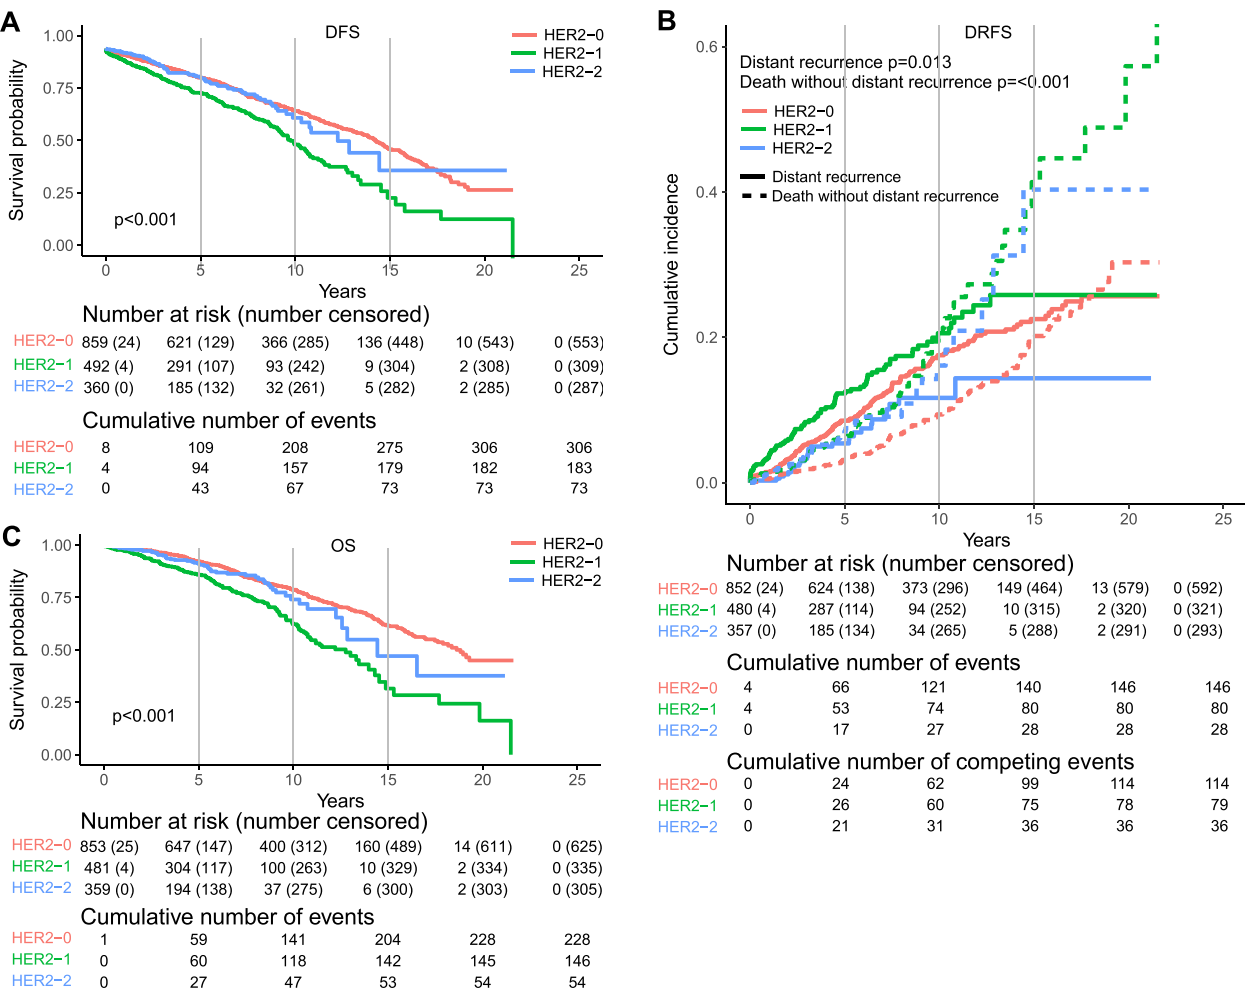 A
DFS
HER2−0
HER2−1
HER2−2
1.00
0.75
0.50
0.25
0.00
Survival probability
p<0.001
0 5 10 15 20 25
Years
Number at risk (number censored)
HER2−0 859 (24) 621 (129) 366 (285) 136 (448) 10 (543) 0 (553)
HER2−1 492 (4) 291 (107) 93 (242) 9 (304) 2 (308) 0 (309)
HER2−2 360 (0) 185 (132) 32 (261) 5 (282) 2 (285) 0 (287)
Cumulative number of events
HER2−0 8 109 208 275 306 306
HER2−1 4 94 157 179 182 183
HER2−2 0 43 67 73 73 73
B
DRFS
Distant recurrence p=0.013
Death without distant recurrence p=<0.001
HER2−0
HER2−1
HER2−2
Distant recurrence
Death without distant recurrence
0.6
0.4
0.2
0.0
Cumulative incidence
0 5 10 15 20 25
Years
Number at risk (number censored)
HER2−0 852 (24) 624 (138) 373 (296) 149 (464) 13 (579) 0 (592)
HER2−1 480 (4) 287 (114) 94 (252) 10 (315) 2 (320) 0 (321)
HER2−2 357 (0) 185 (134) 34 (265) 5 (288) 2 (291) 0 (293)
Cumulative number of events
HER2−0 4 66 121 140 146 146
HER2−1 4 53 74 80 80 80
HER2−2 0 17 27 28 28 28
Cumulative number of competing events
HER2−0 0 24 62 99 114 114
HER2−1 0 26 60 75 78 79
HER2−2 0 21 31 36 36 36
C
OS
HER2−0
HER2−1
HER2−2
1.00
0.75
0.50
0.25
0.00
Survival probability
p<0.001
0 5 10 15 20 25
Years
Number at risk (number censored)
HER2−0 853 (25) 647 (147) 400 (312) 160 (489) 14 (611) 0 (625)
HER2−1 481 (4) 304 (117) 100 (263) 10 (329) 2 (334) 0 (335)
HER2−2 359 (0) 194 (138) 37 (275) 6 (300) 2 (303) 0 (305)
Cumulative number of events
HER2−0 1 59 141 204 228 228
HER2−1 0 60 118 142 145 146
HER2−2 0 27 47 53 54 54